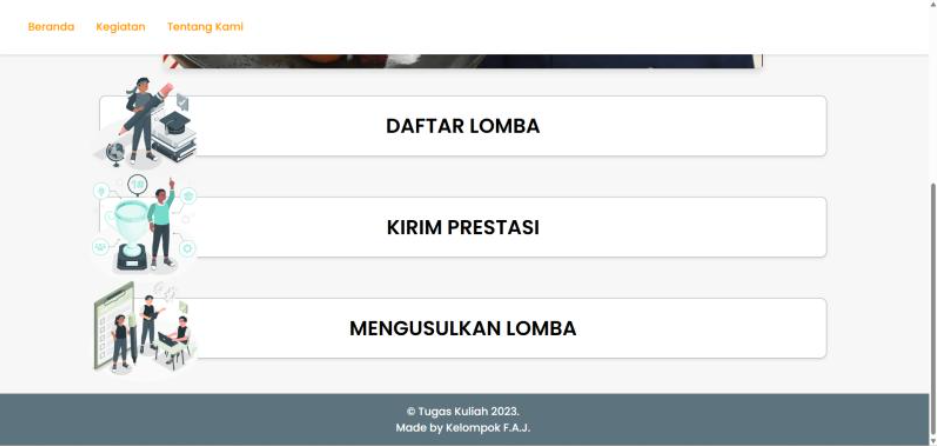 Beranda Kegiatan Tentang Kami
DAFTAR LOMBA
KIRIM PRESTASI
MENGUSULKAN LOMBA
© Tugas Kuliah 2023.
Made by Kelompok F.A.J.